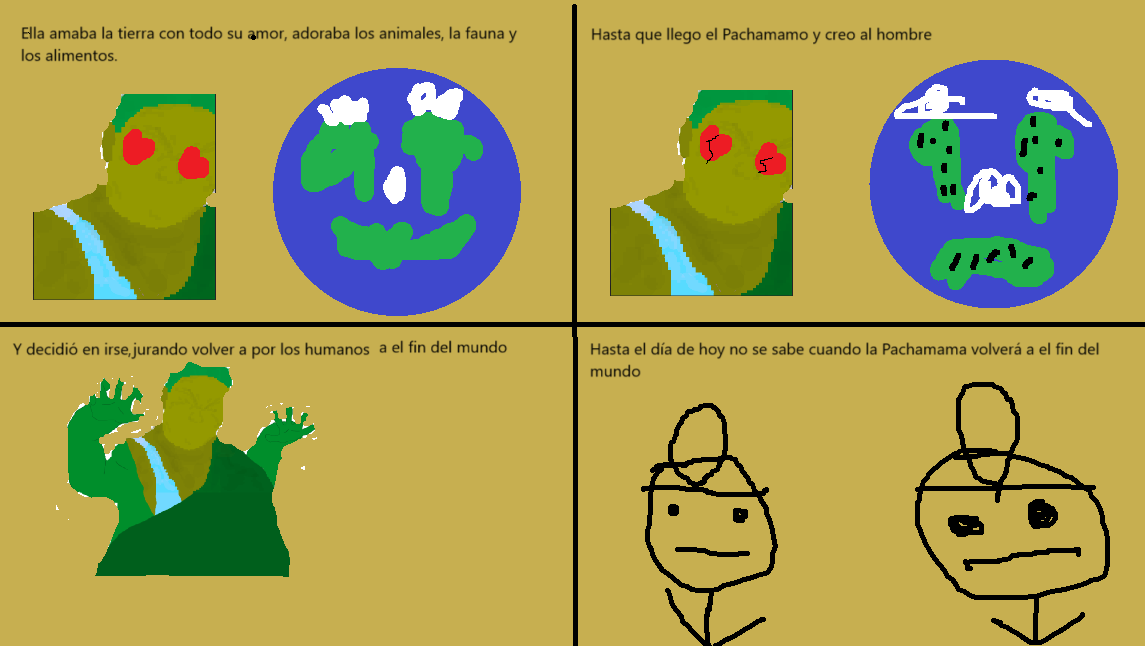 Ella amaba la tierra con todo su amor, adoraba los animales, la fauna y
los alimentos.
Hasta que llego el Pachamamo y creo al hombre
Y decidió en irse,jurando volver a por los humanos a el fin del mundo
Hasta el día de hoy no se sabe cuando la Pachamama volverá a el fin del
mundo